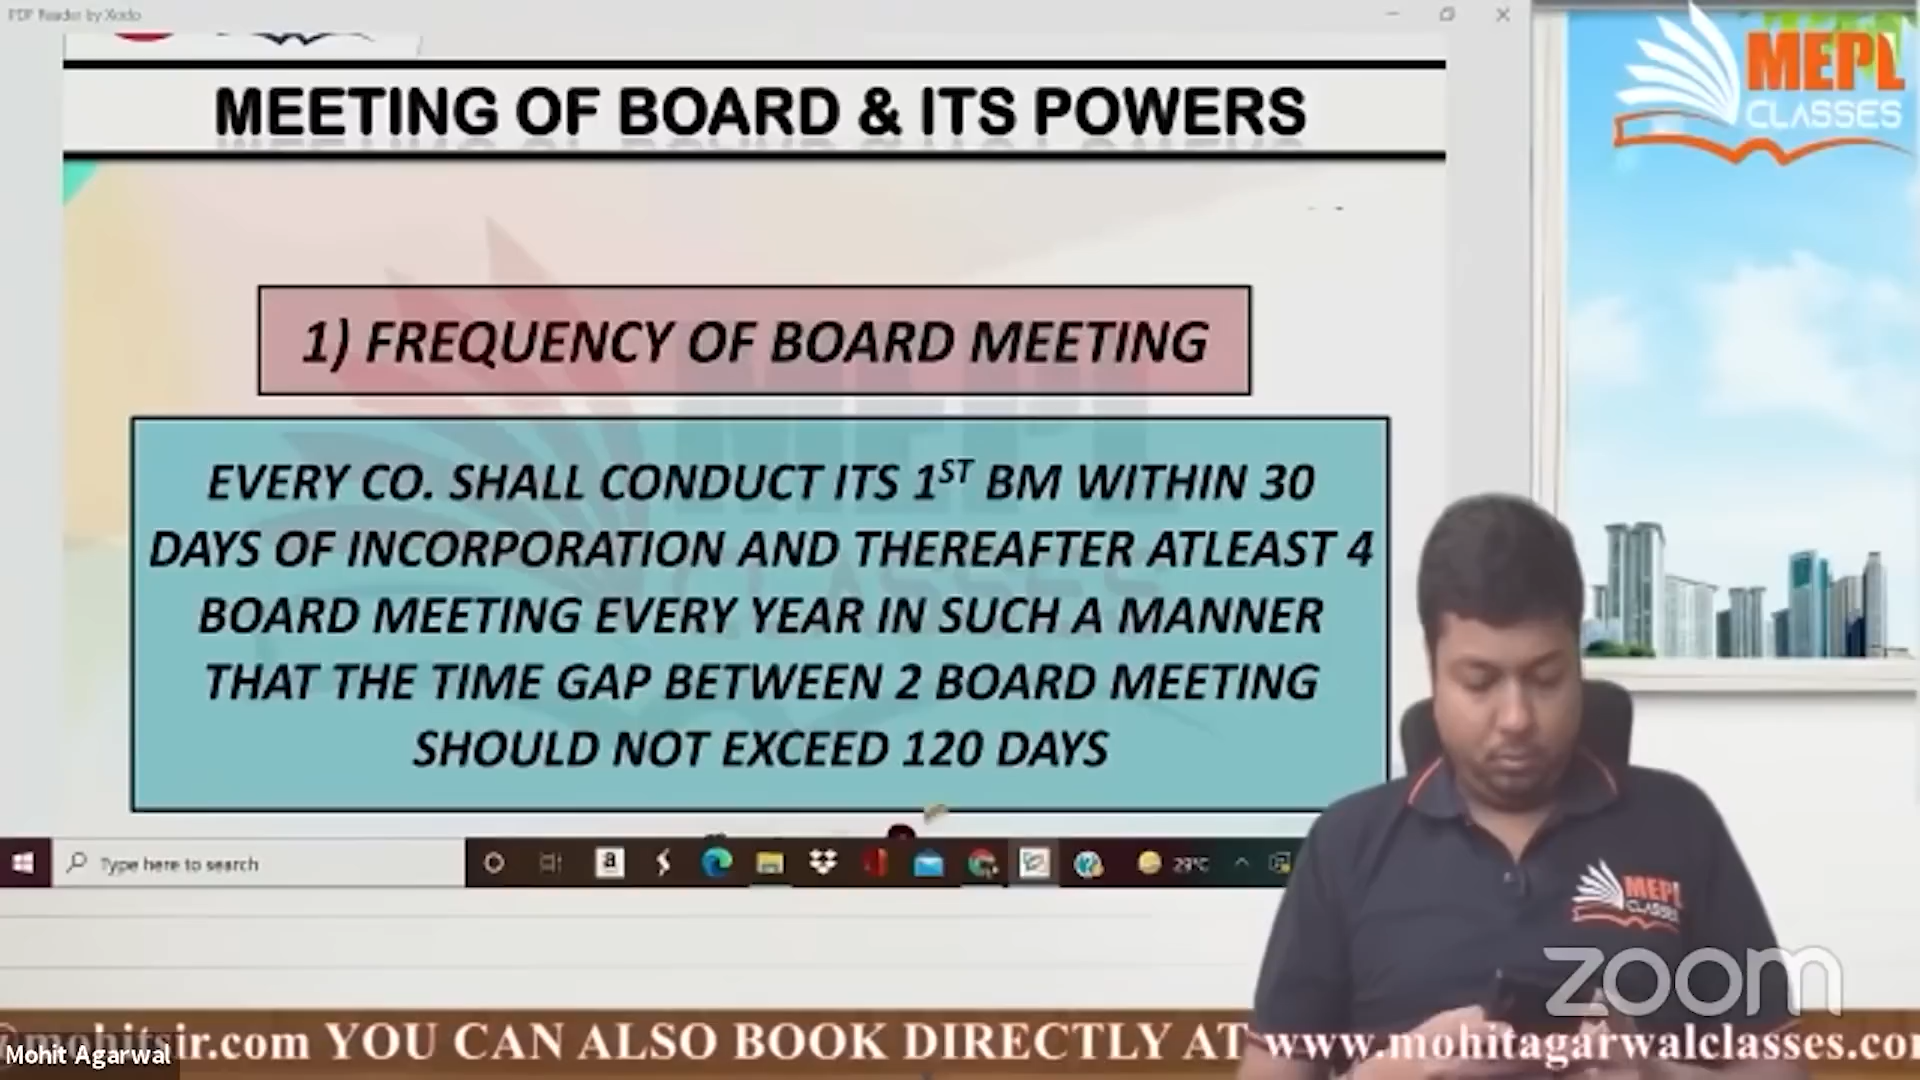 PDF Reader by Xodo
MEPL
CLASSES
MEETING OF BOARD & ITS POWERS
1) FREQUENCY OF BOARD MEETING
EVERY CO. SHALL CONDUCT ITS 1ST BM WITHIN 30
DAYS OF INCORPORATION AND THEREAFTER ATLEAST 4
BOARD MEETING EVERY YEAR IN SUCH A MANNER
THAT THE TIME GAP BETWEEN 2 BOARD MEETING
SHOULD NOT EXCEED 120 DAYS
Type here to search
29°C
MEPL
CLASSES
zoom
mohitsir.com YOU CAN ALSO BOOK DIRECTLY AT www.mohitagarwalclasses.co
Mohit Agarwal